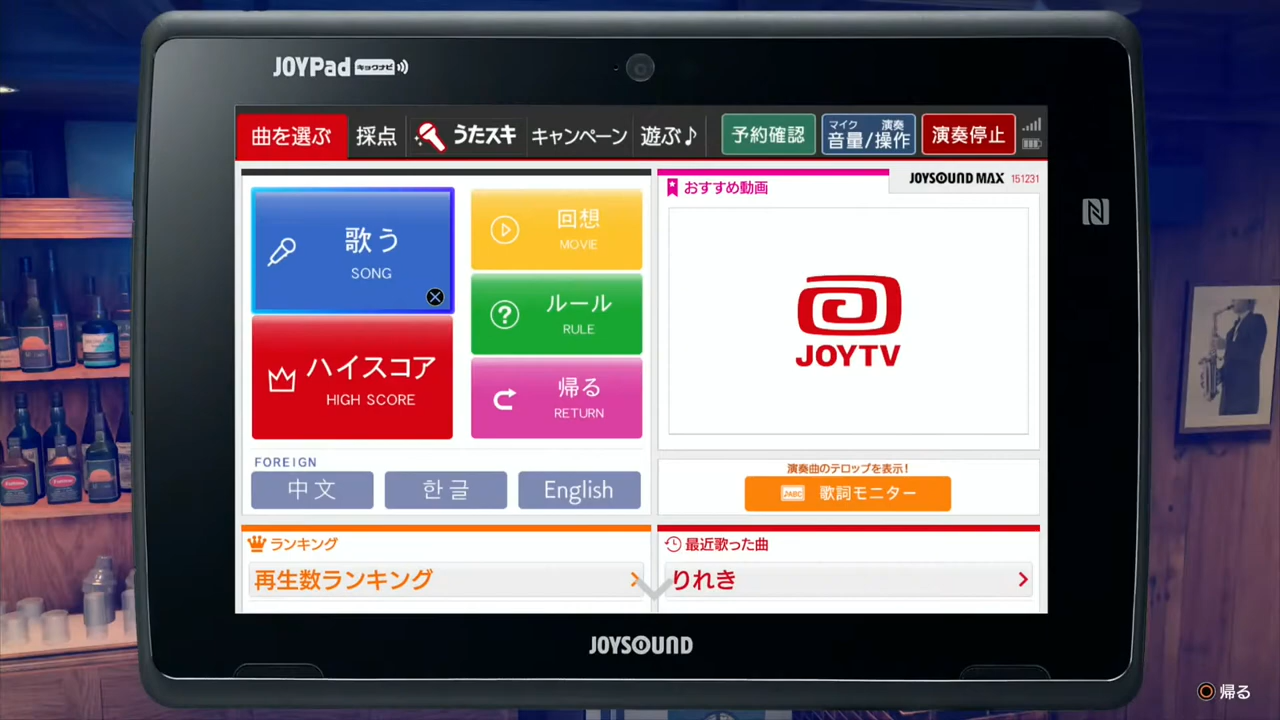 JOYPad キックナビ
曲を選ぶ 採点 うたスキ キャンペーン 遊ぶ♪ 予約確認 マイク 演奏 音量/操作 演奏停止
おすすめ動画
JOYSOUND MAX 151231
歌う
SONG
回想
MOVIE
ルール
RULE
ハイスコア
HIGH SCORE
帰る
RETURN
JOYTV
FOREIGN
中文 한글 English
演奏曲のテロップを表示!
歌詞モニター
ランキング
再生数ランキング
最近歌った曲
りれき
JOYSOUND
帰る